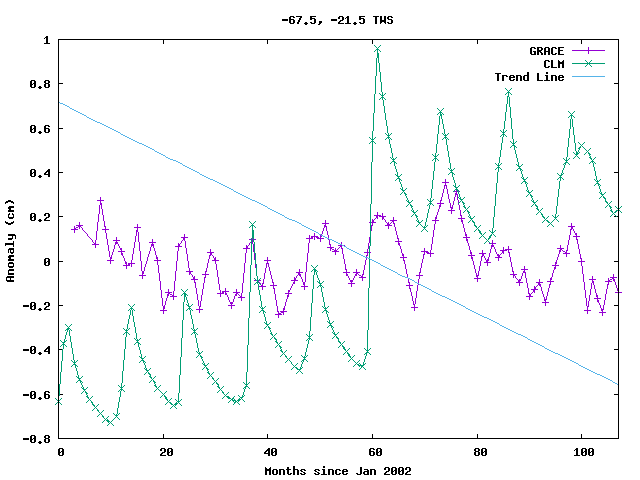 -67.5, -21.5 TWS
GRACE
CLM
Trend Line
1
0.8
0.6
0.4
0.2
0
-0.2
-0.4
-0.6
-0.8
Anomaly (cm)
0 20 40 60 80 100
Months since Jan 2002